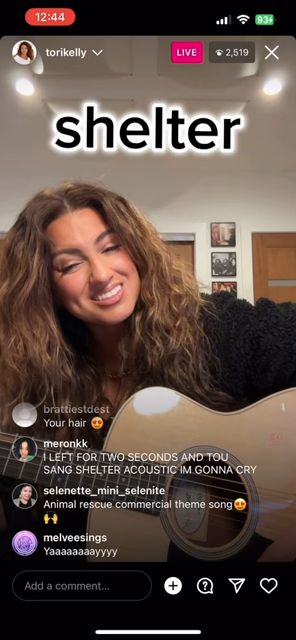 12:44
93
torikelly
LIVE
2,519
shelter
brattiestdest
Your hair 😍
meronkk
I LEFT FOR TWO SECONDS AND TOU
SANG SHELTER ACOUSTIC IM GONNA CRY
selenette_mini_selenite
Animal rescue commercial theme song😍
🙌
melveesings
Yaaaaaaaayyyy
Add a comment...